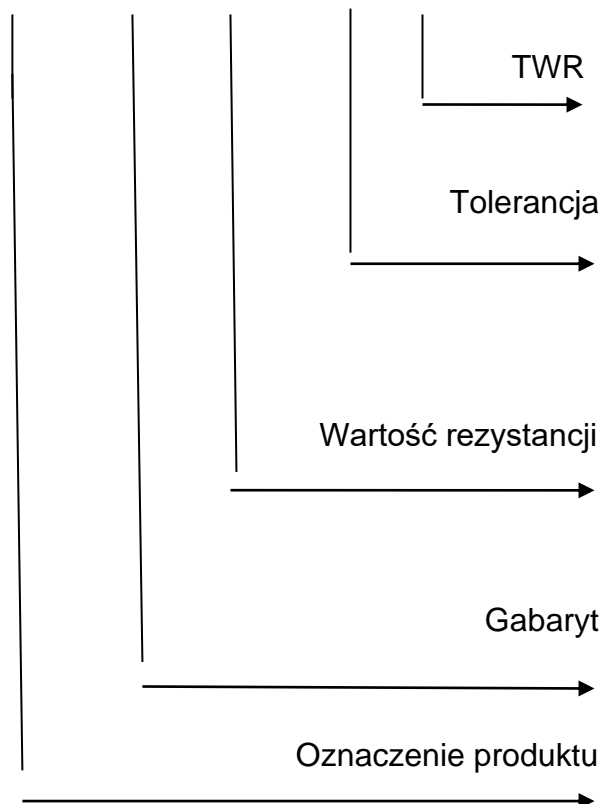 TWR
Tolerancja
Wartość rezystancji
Gabaryt
Oznaczenie produktu